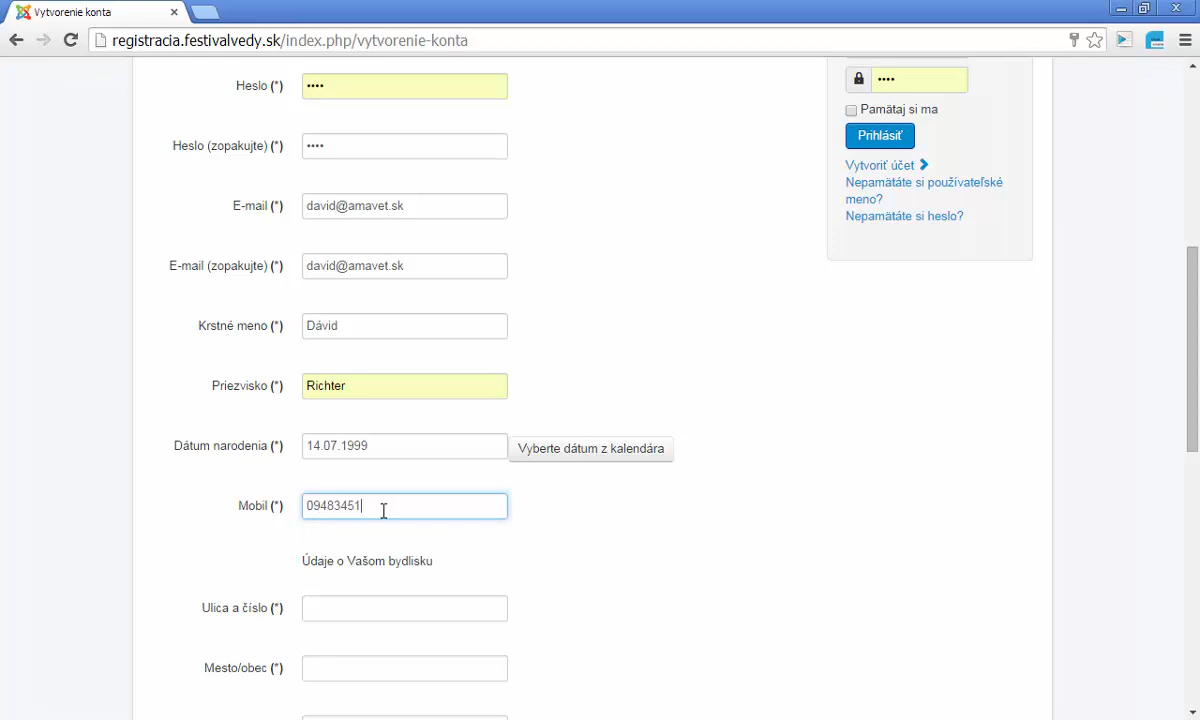 Vytvorenie konta
registracia.festivalvedy.sk/index.php/vytvorenie-konta
Heslo (*)
••••
Heslo (zopakujte) (*)
••••
E-mail (*)
david@amavet.sk
E-mail (zopakujte) (*)
david@amavet.sk
Krstné meno (*)
Dávid
Priezvisko (*)
Richter
Dátum narodenia (*)
14.07.1999
Vyberte dátum z kalendára
Mobil (*)
09483451
Údaje o Vašom bydlisku
Ulica a číslo (*)
Mesto/obec (*)
••••
Pamätaj si ma
Prihlásiť
Vytvoriť účet
Nepamätáte si používateľské
meno?
Nepamätáte si heslo?